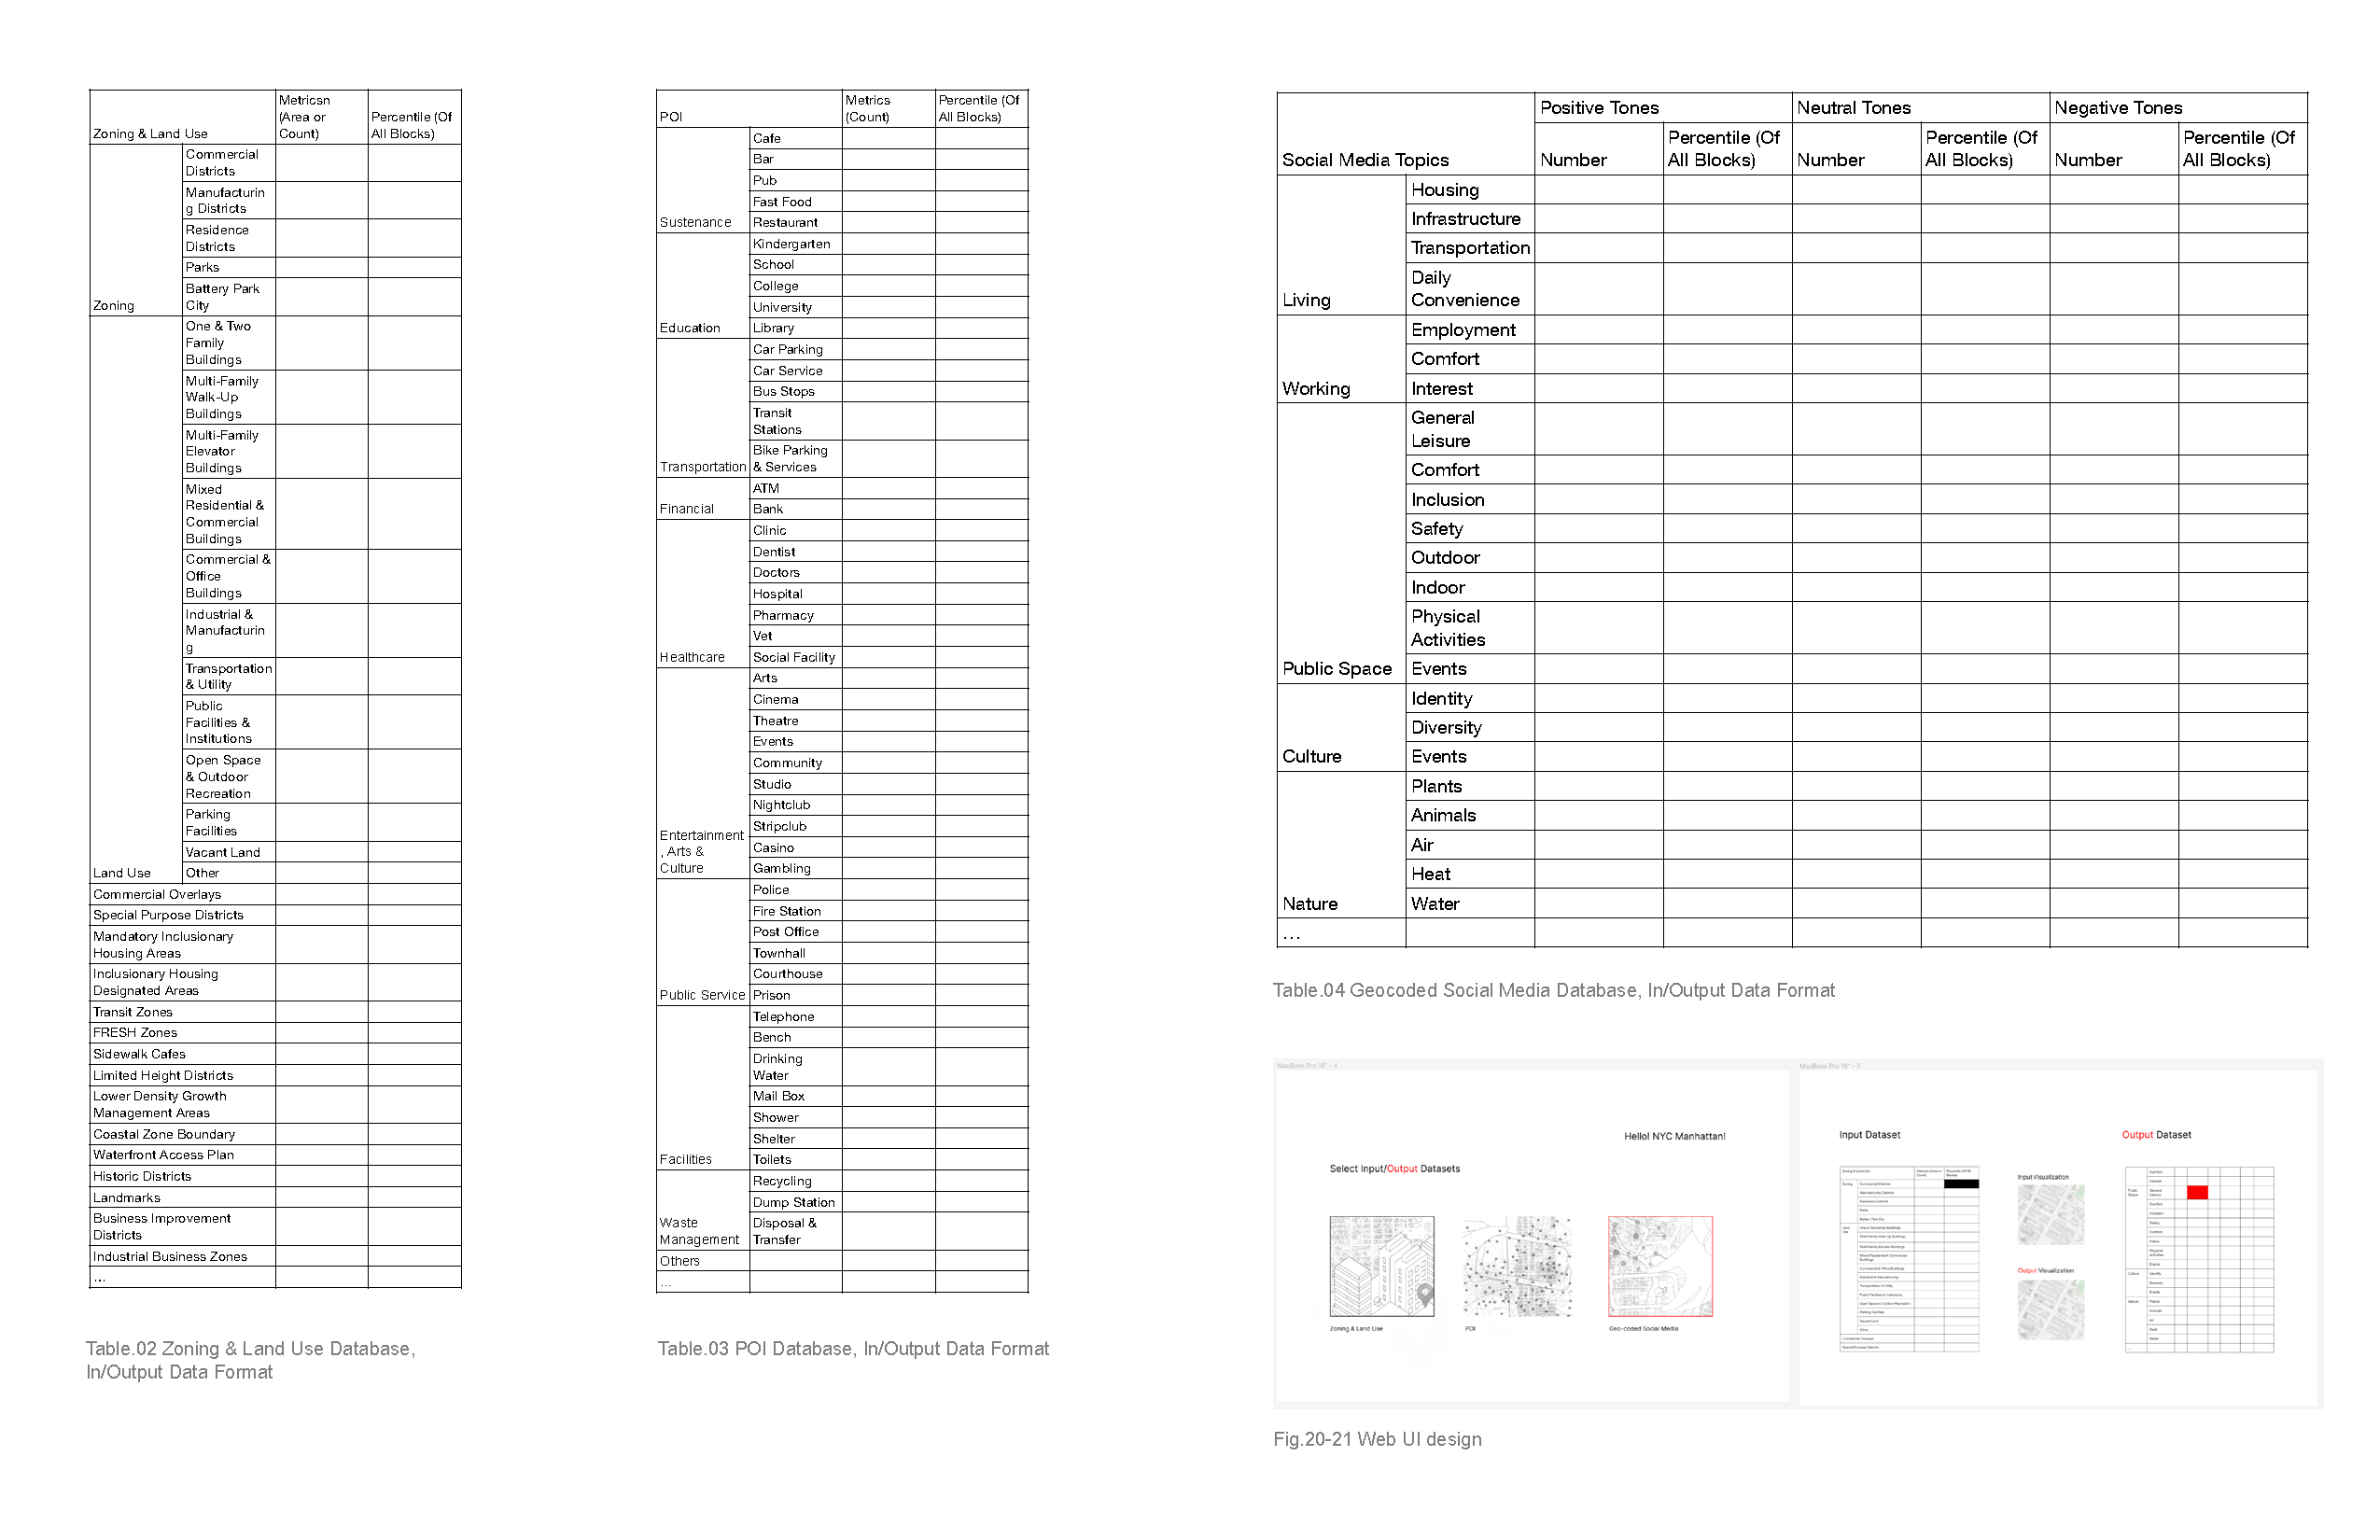 Zoning & Land Use
Metricsn
(Area or
Count)
Percentile (Of
All Blocks)
Zoning
Commercial
Districts
Manufacturin
g Districts
Residence
Districts
Parks
Battery Park
City
Land Use
One & Two
Family
Buildings
Multi-Family
Walk-Up
Buildings
Multi-Family
Elevator
Buildings
Mixed
Residential &
Commercial
Buildings
Commercial &
Office
Buildings
Industrial &
Manufacturin
g
Transportation
& Utility
Public
Facilities &
Institutions
Open Space
& Outdoor
Recreation
Parking
Facilities
Vacant Land
Other
Commercial Overlays
Special Purpose Districts
Mandatory Inclusionary
Housing Areas
Inclusionary Housing
Designated Areas
Transit Zones
FRESH Zones
Sidewalk Cafes
Limited Height Districts
Lower Density Growth
Management Areas
Coastal Zone Boundary
Waterfront Access Plan
Historic Districts
Landmarks
Business Improvement
Districts
Industrial Business Zones
...
Table.02 Zoning & Land Use Database,
In/Output Data Format
POI
Metrics
(Count)
Percentile (Of
All Blocks)
Sustenance
Cafe
Bar
Pub
Fast Food
Restaurant
Education
Kindergarten
School
College
University
Library
Transportation
Car Parking
Car Service
Bus Stops
Transit
Stations
Bike Parking
& Services
Financial
ATM
Bank
Healthcare
Clinic
Dentist
Doctors
Hospital
Pharmacy
Vet
Social Facility
Entertainment
, Arts &
Culture
Arts
Cinema
Theatre
Events
Community
Studio
Nightclub
Stripclub
Casino
Gambling
Public Service
Police
Fire Station
Post Office
Townhall
Courthouse
Prison
Facilities
Telephone
Bench
Drinking
Water
Mail Box
Shower
Shelter
Toilets
Waste
Management
Recycling
Dump Station
Disposal &
Transfer
Others
...
Table.03 POI Database, In/Output Data Format
Social Media Topics
Positive Tones
Neutral Tones
Negative Tones
Number
Percentile (Of
All Blocks)
Number
Percentile (Of
All Blocks)
Number
Percentile (Of
All Blocks)
Living
Housing
Infrastructure
Transportation
Daily
Convenience
Working
Employment
Comfort
Interest
Public Space
General
Leisure
Comfort
Inclusion
Safety
Outdoor
Indoor
Physical
Activities
Events
Culture
Identity
Diversity
Events
Nature
Plants
Animals
Air
Heat
Water
...
Table.04 Geocoded Social Media Database, In/Output Data Format
MacBook Pro 16" - 4
Hello! NYC Manhattan!
Select Input/Output Datasets
Zoning & Land Use
POI
Geo-coded Social Media
MacBook Pro 16" - 5
Input Dataset
Output Dataset
Input Visualization
Output Visualization
Fig.20-21 Web UI design